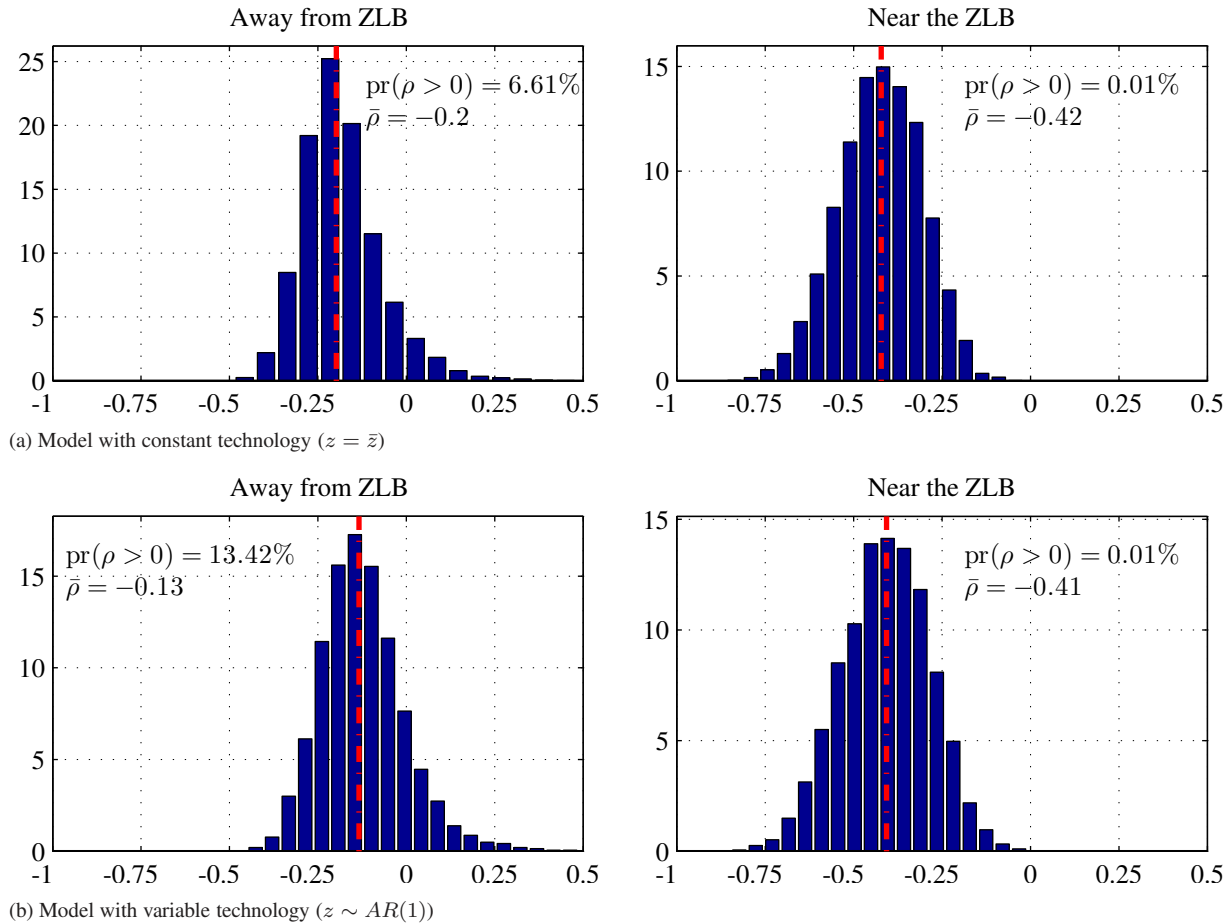 Away from ZLB
25
20
15
10
5
0
pr(ρ > 0) = 6.61%
ρ̄ = −0.2
-1 -0.75 -0.5 -0.25 0 0.25 0.5
Near the ZLB
15
10
5
0
pr(ρ > 0) = 0.01%
ρ̄ = −0.42
-1 -0.75 -0.5 -0.25 0 0.25 0.5
(a) Model with constant technology (z = z̄)
Away from ZLB
15
10
5
0
pr(ρ > 0) = 13.42%
ρ̄ = −0.13
-1 -0.75 -0.5 -0.25 0 0.25 0.5
Near the ZLB
15
10
5
0
pr(ρ > 0) = 0.01%
ρ̄ = −0.41
-1 -0.75 -0.5 -0.25 0 0.25 0.5
(b) Model with variable technology (z ∼ AR(1))